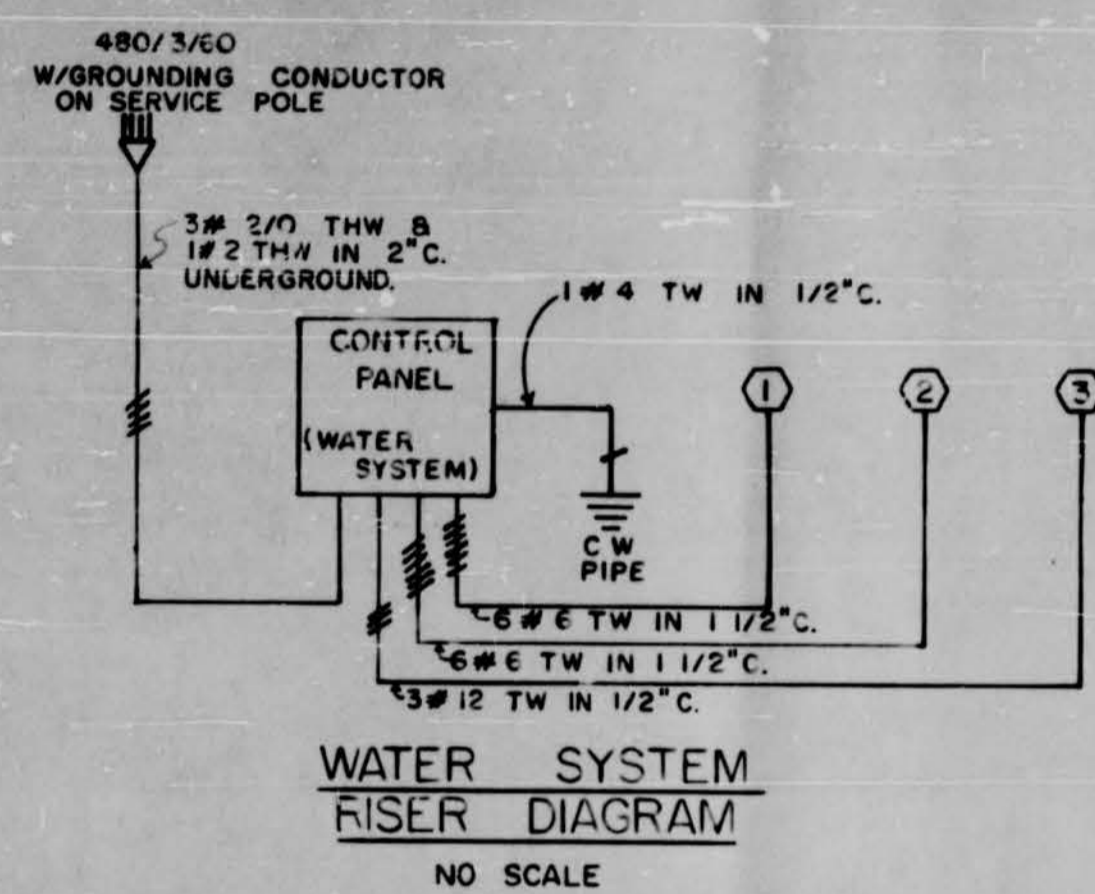 480/3/60
W/GROUNDING CONDUCTOR
ON SERVICE POLE
3# 2/0 THW &
1#2 THW IN 2"C.
UNDERGROUND.
1#4 TW IN 1/2"C.
CONTROL
PANEL
(WATER
SYSTEM)
1
2
3
C W
PIPE
6#6 TW IN 1 1/2"C.
6#6 TW IN 1 1/2"C.
3#12 TW IN 1/2"C.
WATER SYSTEM
RISER DIAGRAM
NO SCALE